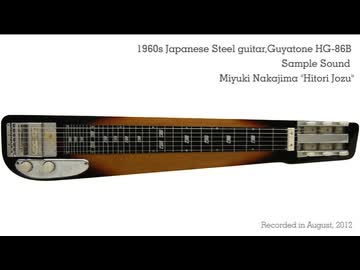 1960s Japanese Steel guitar,Guyatone HG-86B
Sample Sound
Miyuki Nakajima "Hitori Jozu"
Recorded in August, 2012